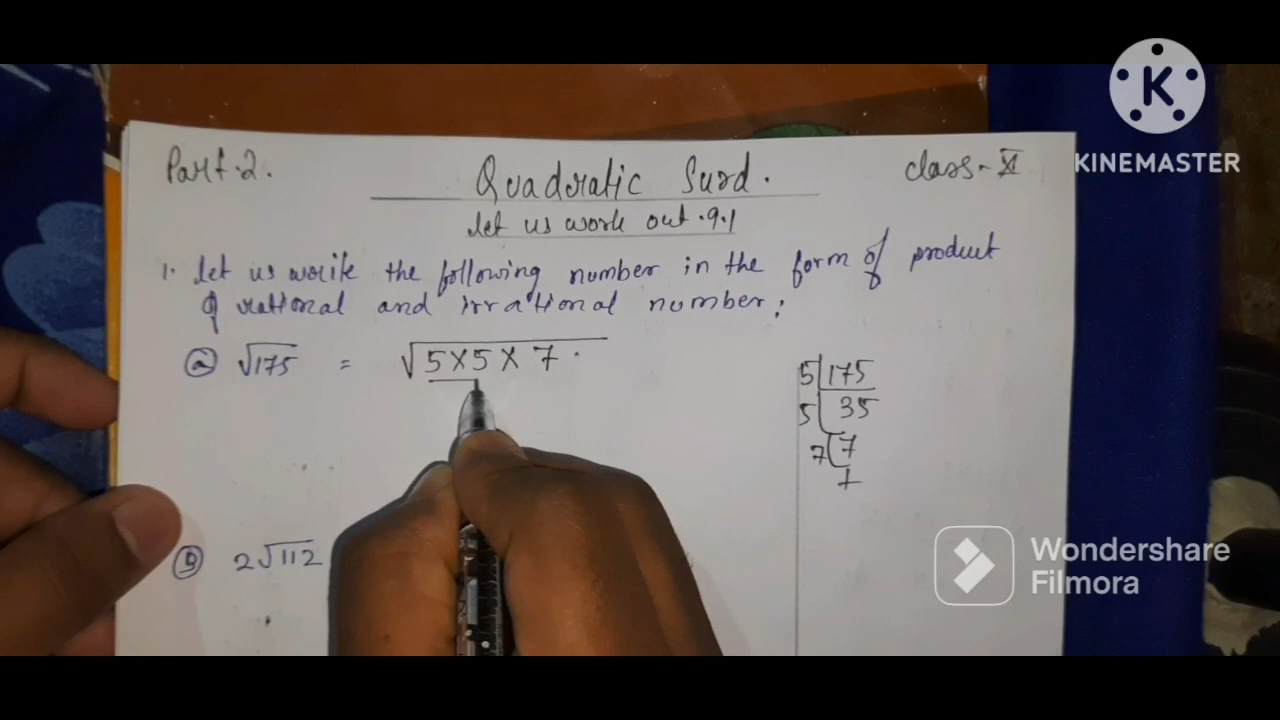 Part.2.
Quadratic Surd.
class-XI
let us work out.9.1
1. let us write the following number in the form of product
of rational and irrational number:
(a) √175 = √5×5×7.
5 175
5 35
7 7
1
(b) 2√112
K
KINEMASTER
Wondershare
Filmora